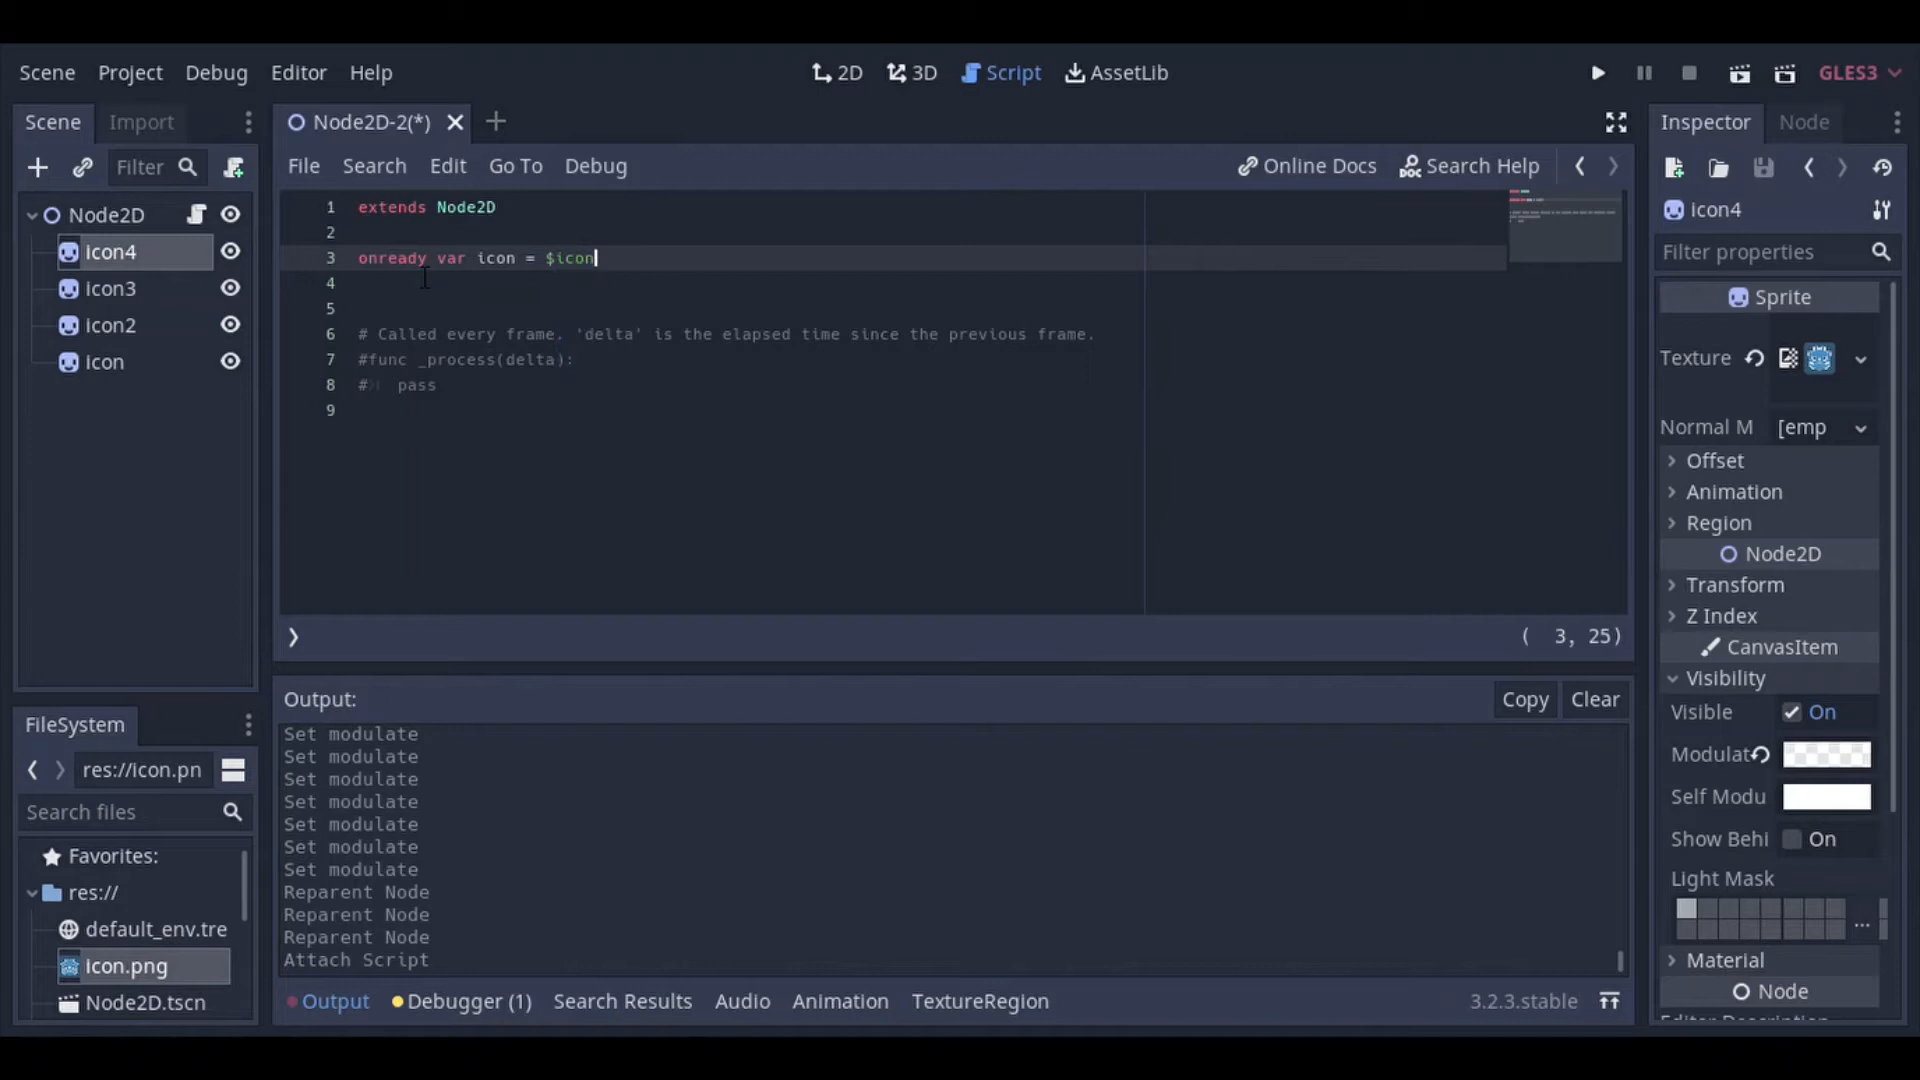 Scene Project Debug Editor Help 2D 3D Script AssetLib GLES3
Scene Import
Filter
Node2D
icon4
icon3
icon2
icon
FileSystem
res://icon.pn
Search files
Favorites:
res://
default_env.tre
icon.png
Node2D.tscn
Node2D-2(*)
File Search Edit Go To Debug Online Docs Search Help
1 extends Node2D
2
3 onready var icon = $icon
4
5
6 # Called every frame. 'delta' is the elapsed time since the previous frame.
7 #func _process(delta):
8 # pass
9
( 3, 25)
Output: Copy Clear
Set modulate
Set modulate
Set modulate
Set modulate
Set modulate
Set modulate
Set modulate
Reparent Node
Reparent Node
Reparent Node
Attach Script
Output Debugger (1) Search Results Audio Animation TextureRegion 3.2.3.stable
Inspector Node
icon4
Filter properties
Sprite
Texture
Normal M [emp
Offset
Animation
Region
Node2D
Transform
Z Index
CanvasItem
Visibility
Visible On
Modulat
Self Modu
Show Behi On
Light Mask
...
Material
Node
Editor Description